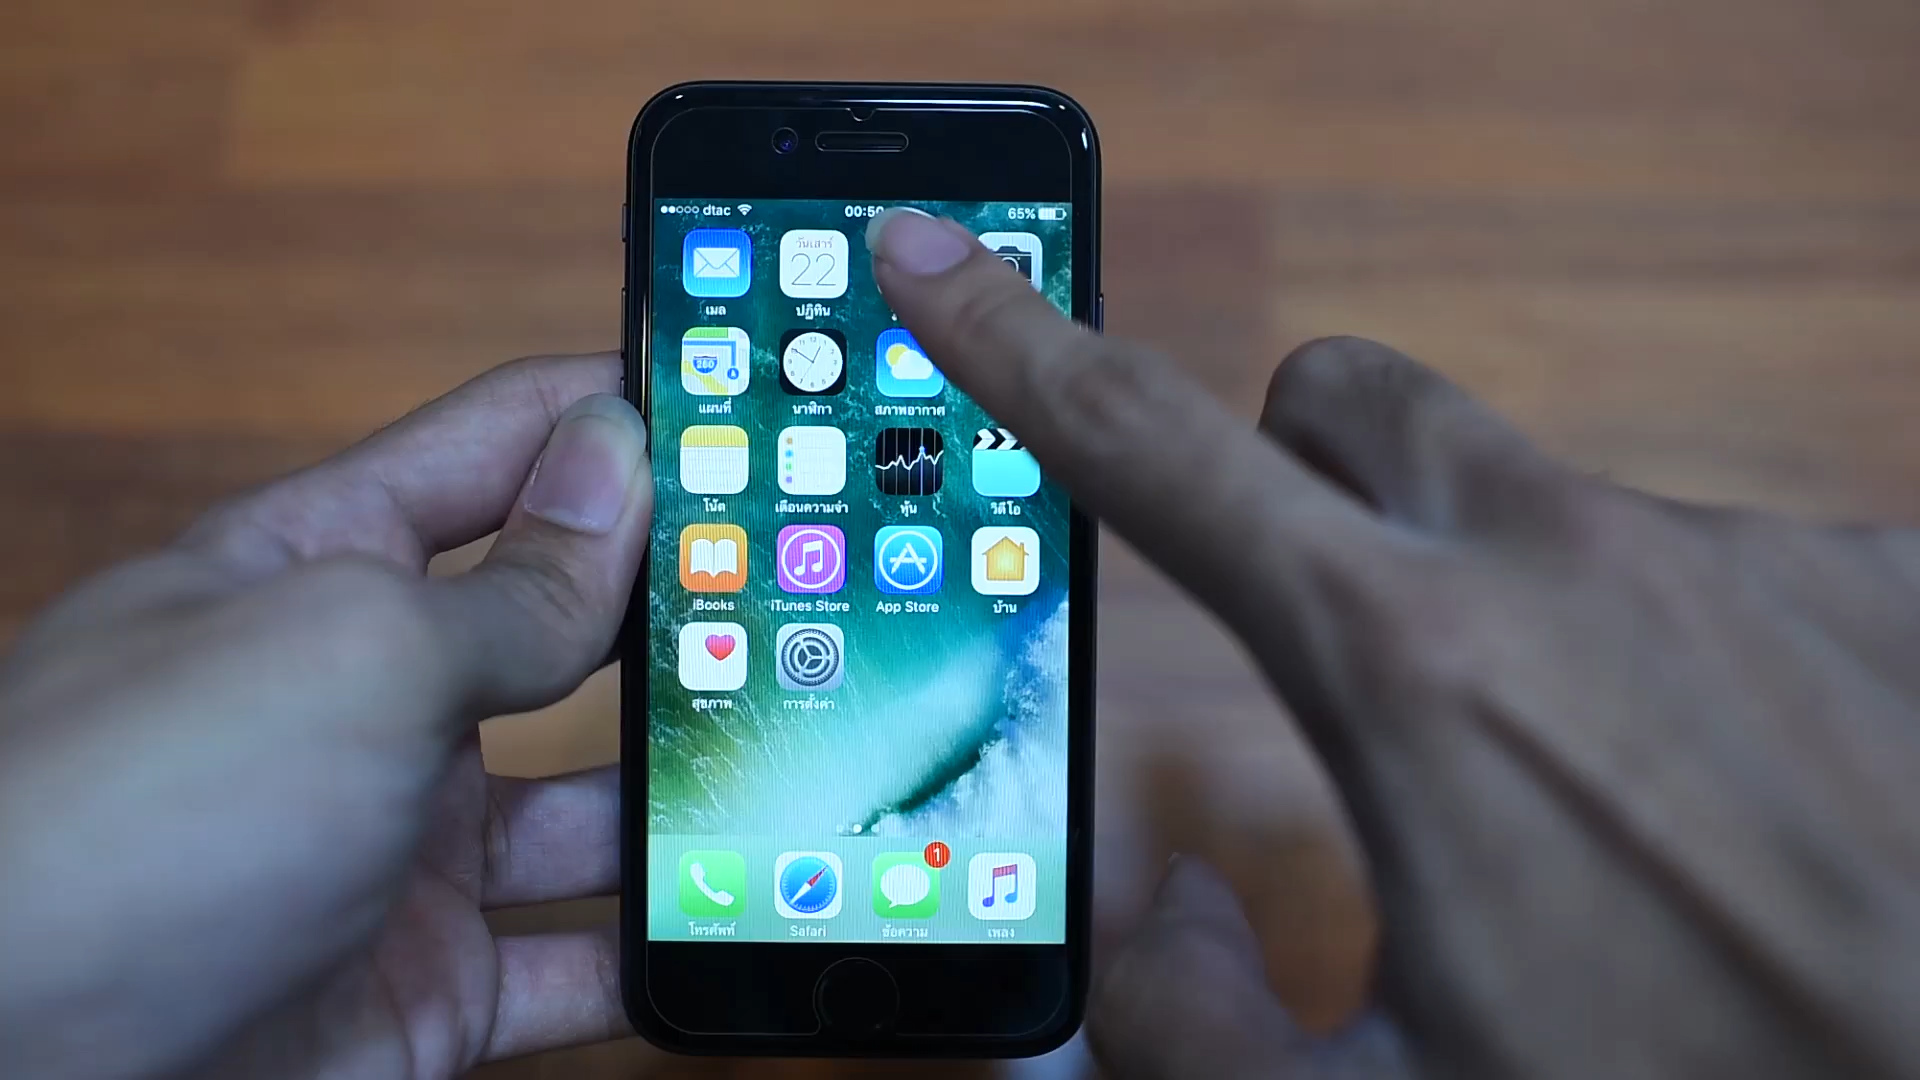 dtac 00:50 65%
วันเสาร์
22
เมล ปฏิทิน
280
แผนที่ นาฬิกา สภาพอากาศ
โน้ต เตือนความจำ หุ้น วิดีโอ
iBooks iTunes Store App Store บ้าน
สุขภาพ การตั้งค่า
1
โทรศัพท์ Safari ข้อความ เพลง